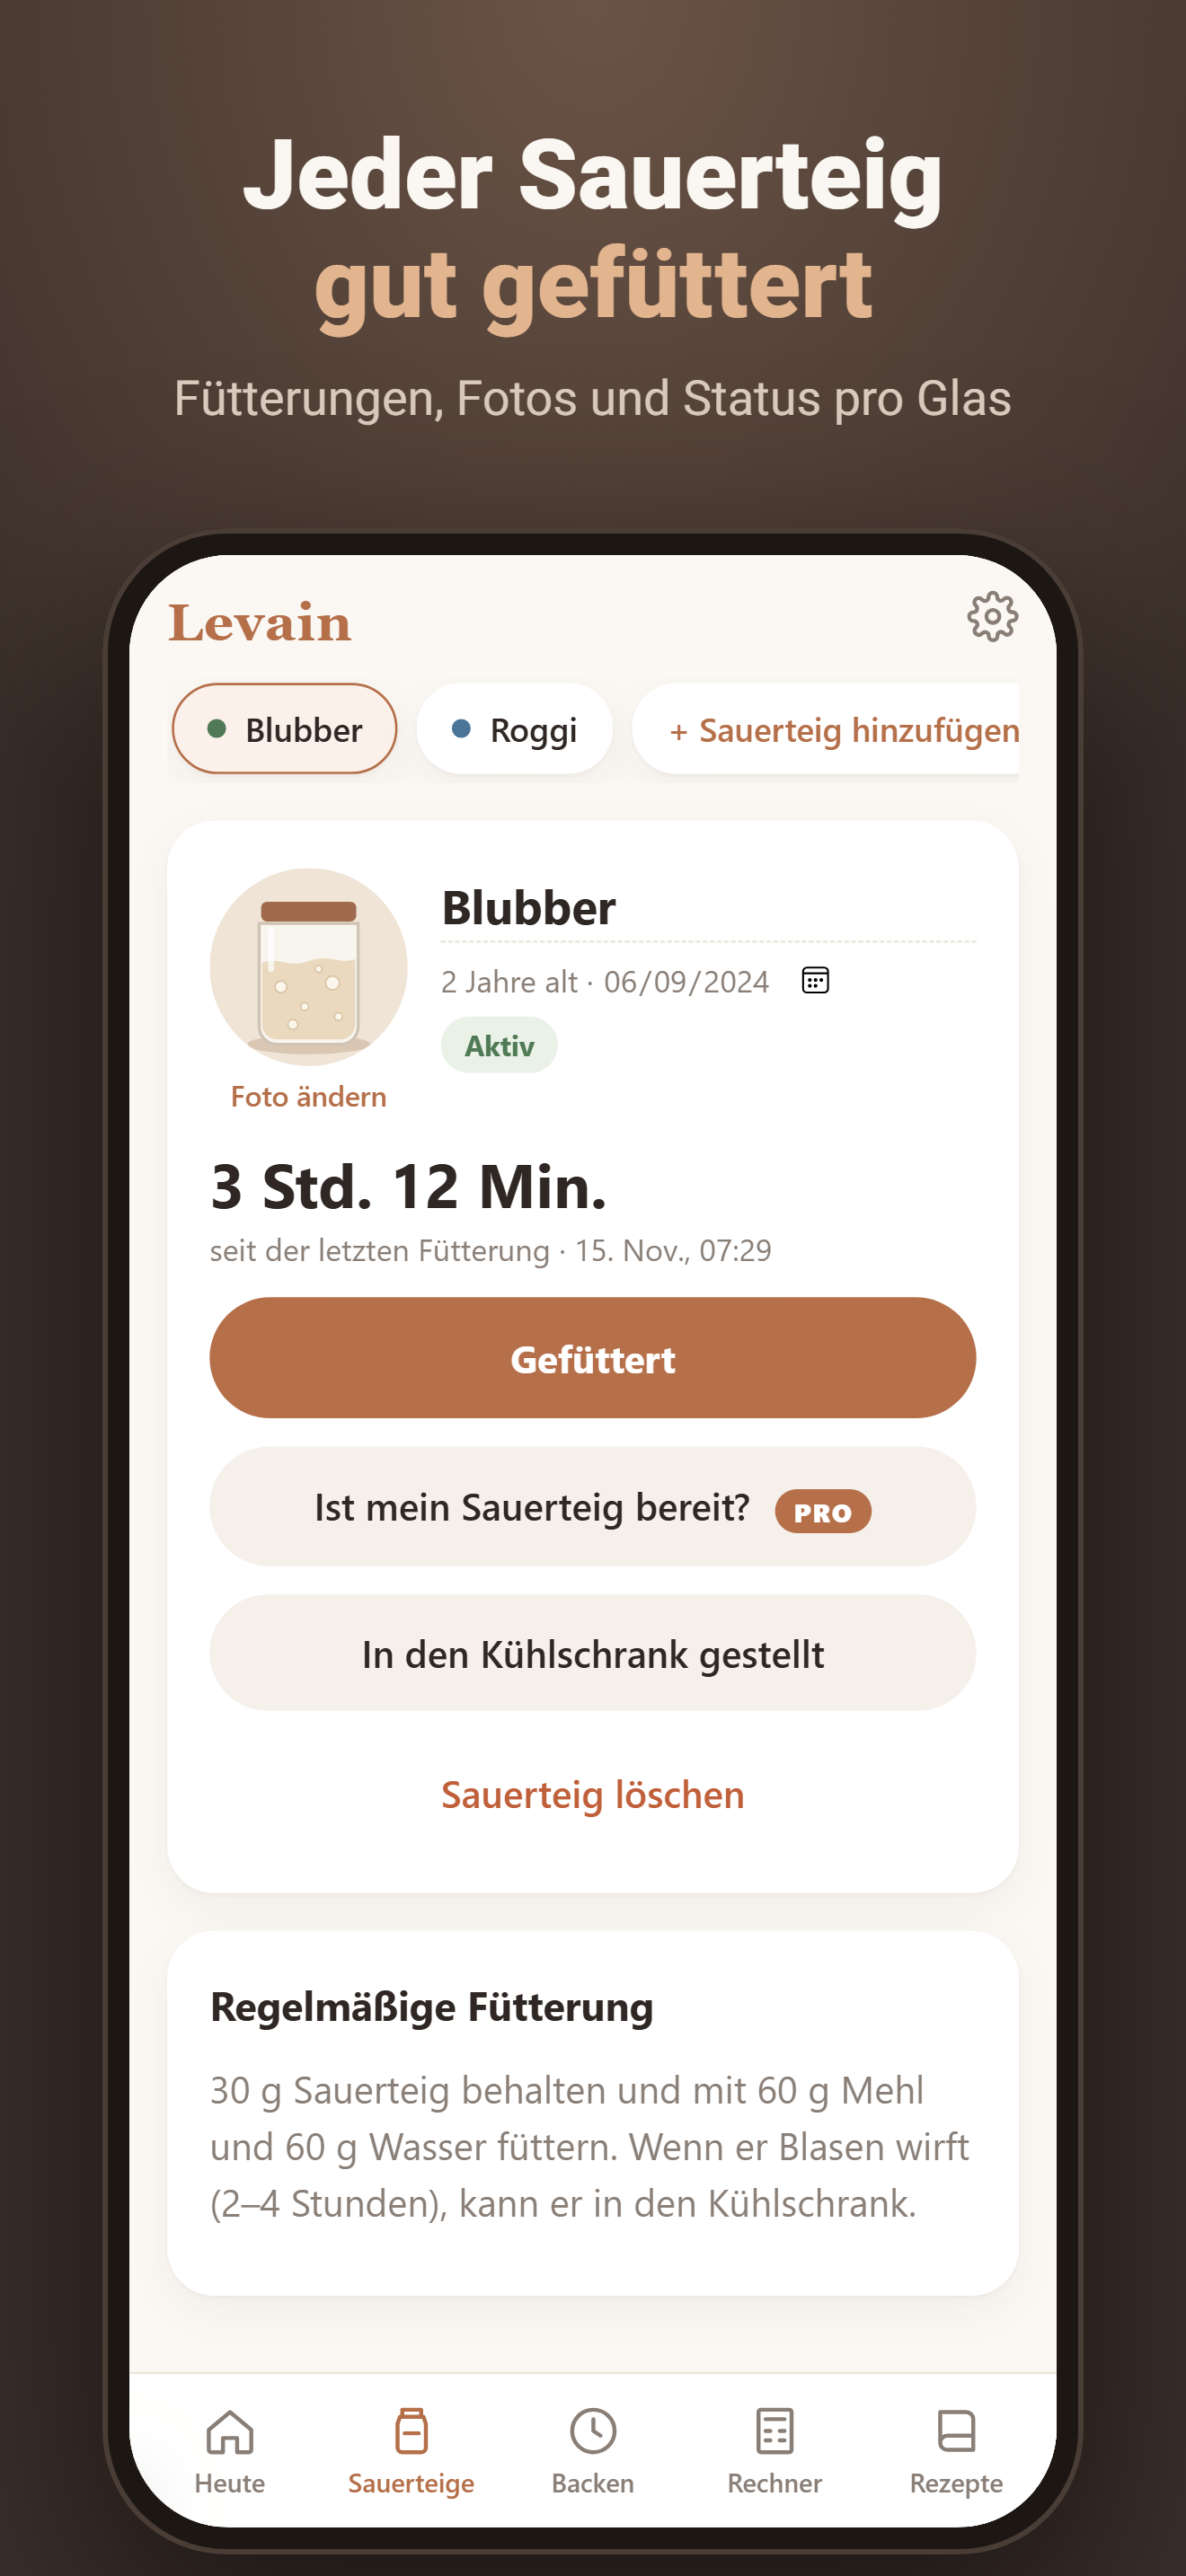 Jeder Sauerteig
gut gefüttert
Fütterungen, Fotos und Status pro Glas
Levain
Blubber
Roggi
+ Sauerteig hinzufügen
Blubber
2 Jahre alt · 06/09/2024
Aktiv
Foto ändern
3 Std. 12 Min.
seit der letzten Fütterung · 15. Nov., 07:29
Gefüttert
Ist mein Sauerteig bereit? PRO
In den Kühlschrank gestellt
Sauerteig löschen
Regelmäßige Fütterung
30 g Sauerteig behalten und mit 60 g Mehl
und 60 g Wasser füttern. Wenn er Blasen wirft
(2–4 Stunden), kann er in den Kühlschrank.
Heute
Sauerteige
Backen
Rechner
Rezepte